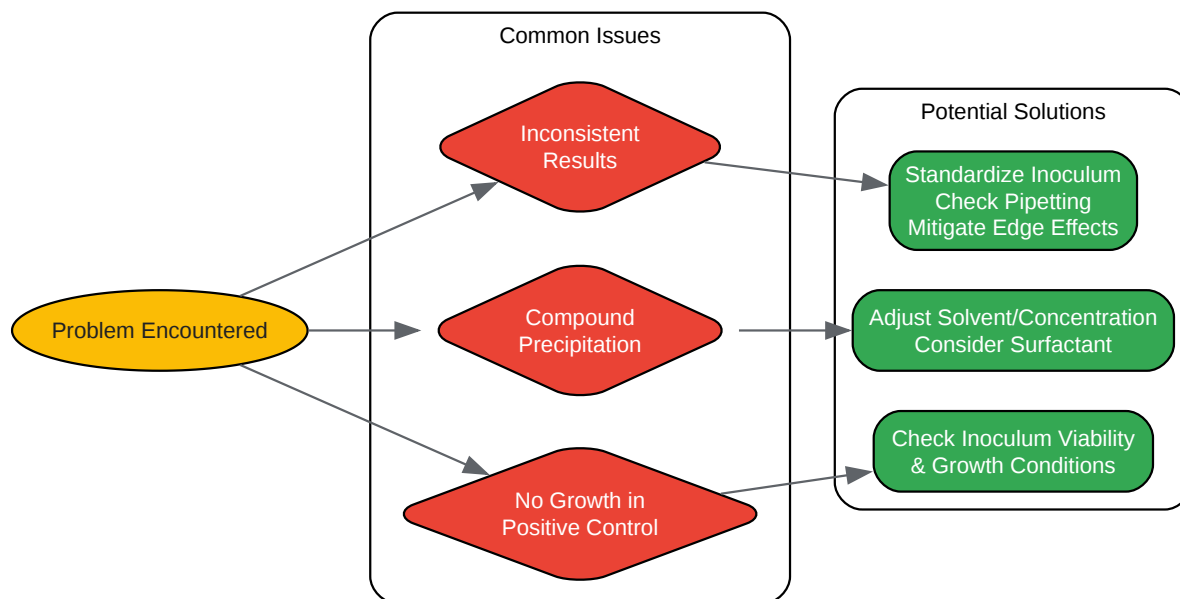 Common Issues
Potential Solutions
Problem Encountered
Inconsistent
Results
Standardize Inoculum
Check Pipetting
Mitigate Edge Effects
Compound
Precipitation
Adjust Solvent/Concentration
Consider Surfactant
No Growth in
Positive Control
Check Inoculum Viability
& Growth Conditions